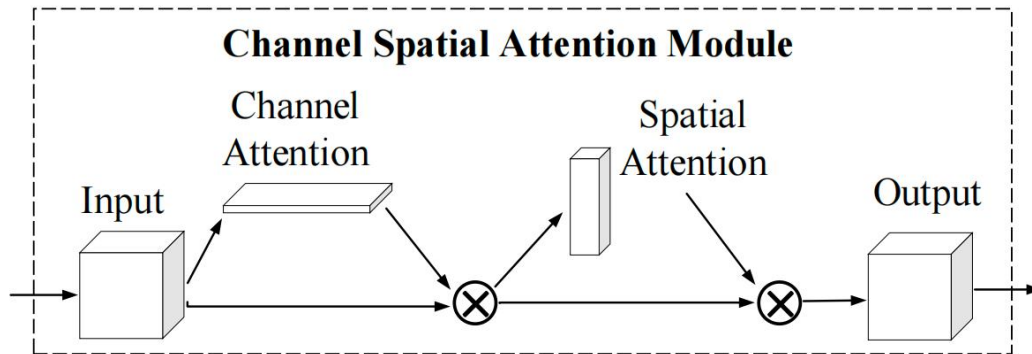 Channel Spatial Attention Module
Channel
Attention
Spatial
Attention
Input
Output